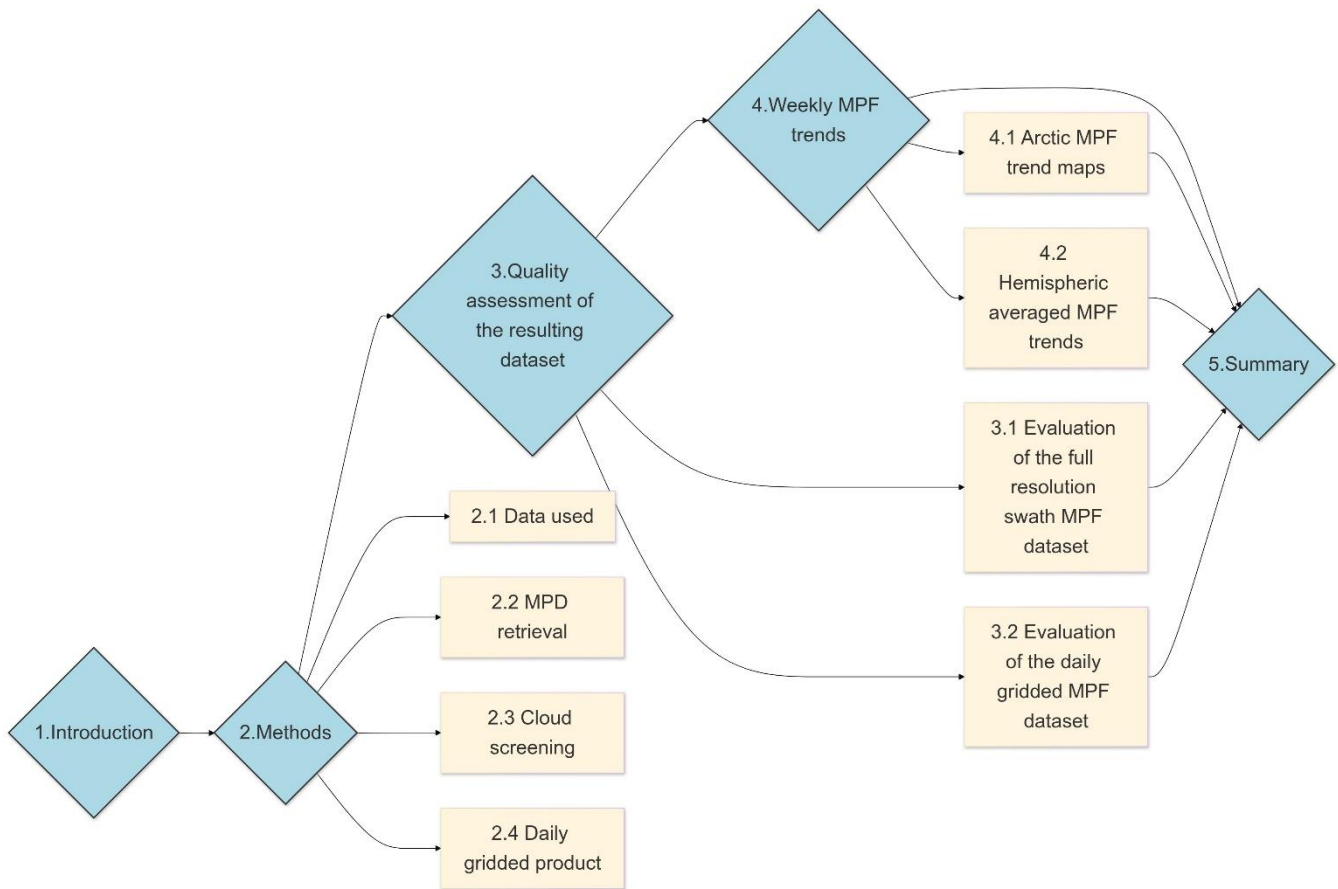 1.Introduction
2.Methods
2.1 Data used
2.2 MPD
retrieval
2.3 Cloud
screening
2.4 Daily
gridded product
3.Quality
assessment of
the resulting
dataset
3.1 Evaluation
of the full
resolution
swath MPF
dataset
3.2 Evaluation
of the daily
gridded MPF
dataset
4.Weekly MPF
trends
4.1 Arctic MPF
trend maps
4.2
Hemispheric
averaged MPF
trends
5.Summary